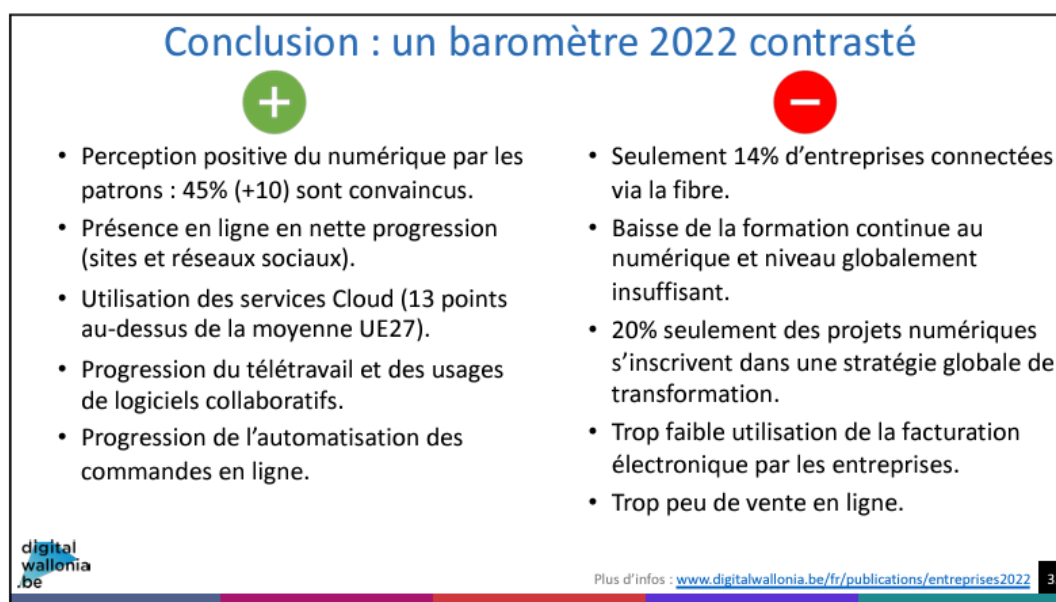 Conclusion : un baromètre 2022 contrasté
• Perception positive du numérique par les
patrons : 45% (+10) sont convaincus.
• Présence en ligne en nette progression
(sites et réseaux sociaux).
• Utilisation des services Cloud (13 points
au-dessus de la moyenne UE27).
• Progression du télétravail et des usages
de logiciels collaboratifs.
• Progression de l’automatisation des
commandes en ligne.
• Seulement 14% d’entreprises connectées
via la fibre.
• Baisse de la formation continue au
numérique et niveau globalement
insuffisant.
• 20% seulement des projets numériques
s’inscrivent dans une stratégie globale de
transformation.
• Trop faible utilisation de la facturation
électronique par les entreprises.
• Trop peu de vente en ligne.
digital
wallonia
.be
Plus d’infos : www.digitalwallonia.be/fr/publications/entreprises2022